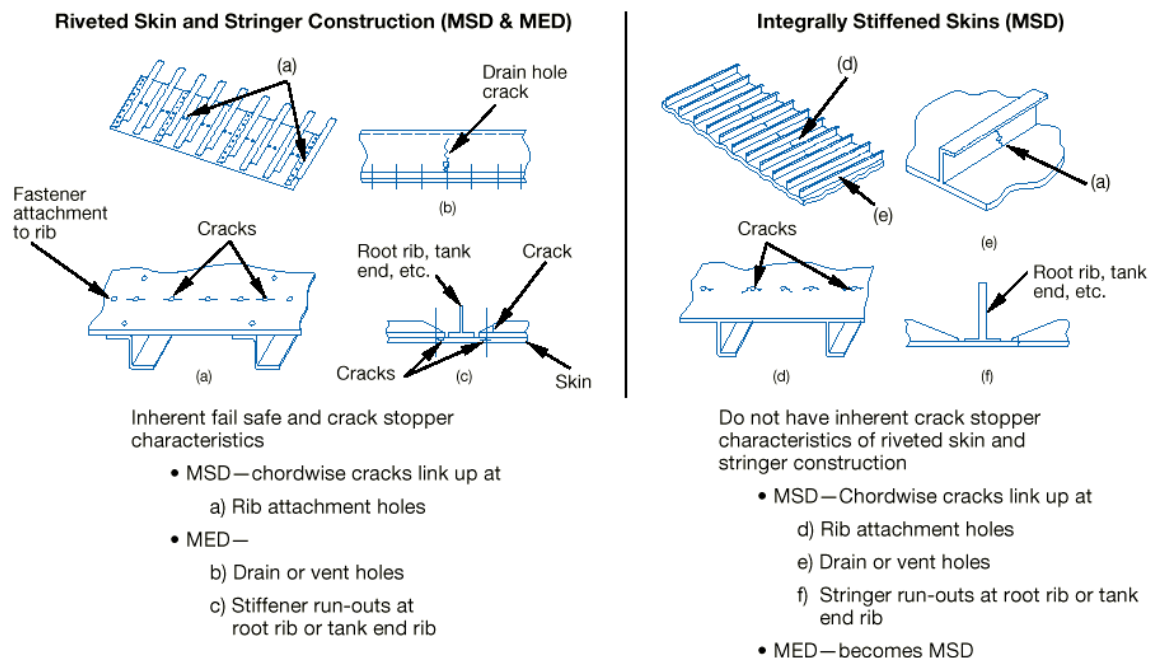 Riveted Skin and Stringer Construction (MSD & MED)
(a)
Drain hole
crack
(b)
Fastener
attachment
to rib
Cracks
(a)
Root rib, tank
end, etc.
Crack
Cracks
(c)
Skin
Inherent fail safe and crack stopper
characteristics
• MSD—chordwise cracks link up at
a) Rib attachment holes
• MED—
b) Drain or vent holes
c) Stiffener run-outs at
root rib or tank end rib
Integrally Stiffened Skins (MSD)
(d)
(e)
(a)
(e)
Cracks
(d)
Root rib, tank
end, etc.
(f)
Do not have inherent crack stopper
characteristics of riveted skin and
stringer construction
• MSD—Chordwise cracks link up at
d) Rib attachment holes
e) Drain or vent holes
f) Stringer run-outs at root rib or tank
end rib
• MED—becomes MSD